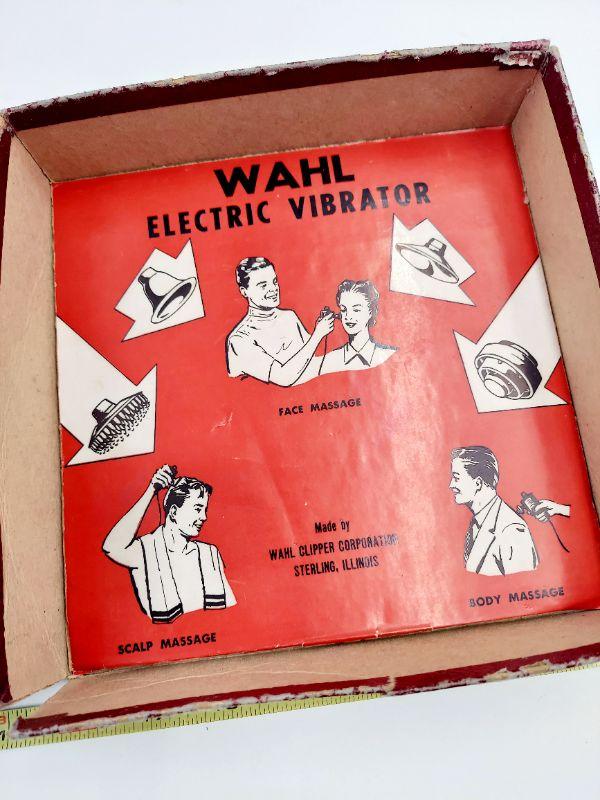 WAHL
ELECTRIC VIBRATOR
FACE MASSAGE
Made by
WAHL CLIPPER CORPORATION
STERLING, ILLINOIS
SCALP MASSAGE
BODY MASSAGE